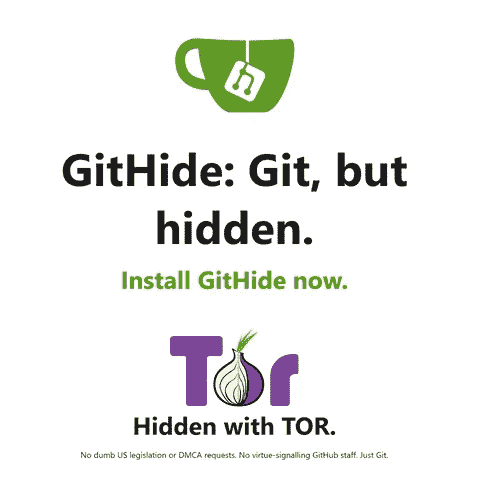 GitHide: Git, but
hidden.
Install GitHide now.
Tor
Hidden with TOR.
No dumb US legislation or DMCA requests. No virtue-signalling GitHub staff. Just Git.